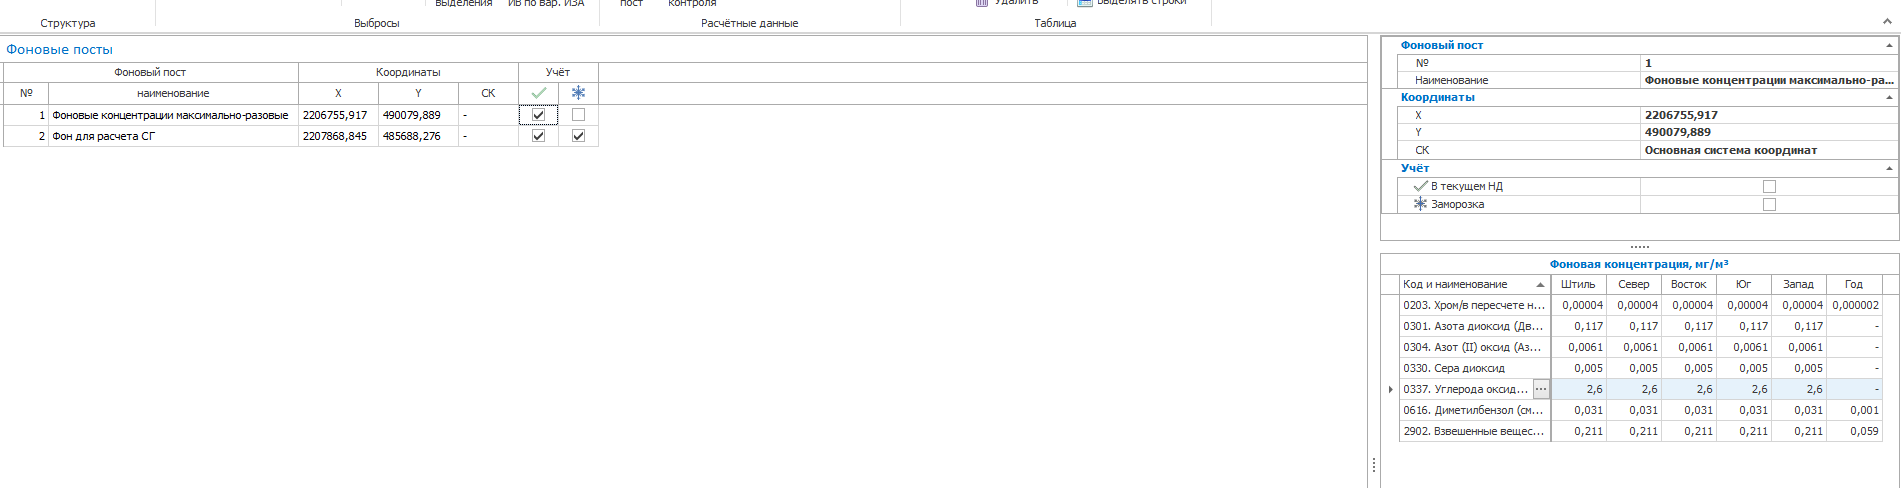 выделения
ИВ по вар. ИЗА
пост
контроля
Удалить
Выделять строки
Структура
Выбросы
Расчётные данные
Таблица
Фоновые посты
Фоновый пост
Координаты
Учёт
№
наименование
X
Y
СК
1 Фоновые концентрации максимально-разовые 2206755,917 490079,889 -
2 Фон для расчета СГ 2207868,845 485688,276 -
Фоновый пост
№ 1
Наименование Фоновые концентрации максимально-ра...
Координаты
X 2206755,917
Y 490079,889
СК Основная система координат
Учёт
В текущем НД
Заморозка
Фоновая концентрация, мг/м³
Код и наименование Штиль Север Восток Юг Запад Год
0203. Хром/в пересчете н... 0,00004 0,00004 0,00004 0,00004 0,00004 0,000002
0301. Азота диоксид (Дв... 0,117 0,117 0,117 0,117 0,117 -
0304. Азот (II) оксид (Аз... 0,0061 0,0061 0,0061 0,0061 0,0061 -
0330. Сера диоксид 0,005 0,005 0,005 0,005 0,005 -
0337. Углерода оксид... ... 2,6 2,6 2,6 2,6 2,6 -
0616. Диметилбензол (см... 0,031 0,031 0,031 0,031 0,031 0,001
2902. Взвешенные вещес... 0,211 0,211 0,211 0,211 0,211 0,059